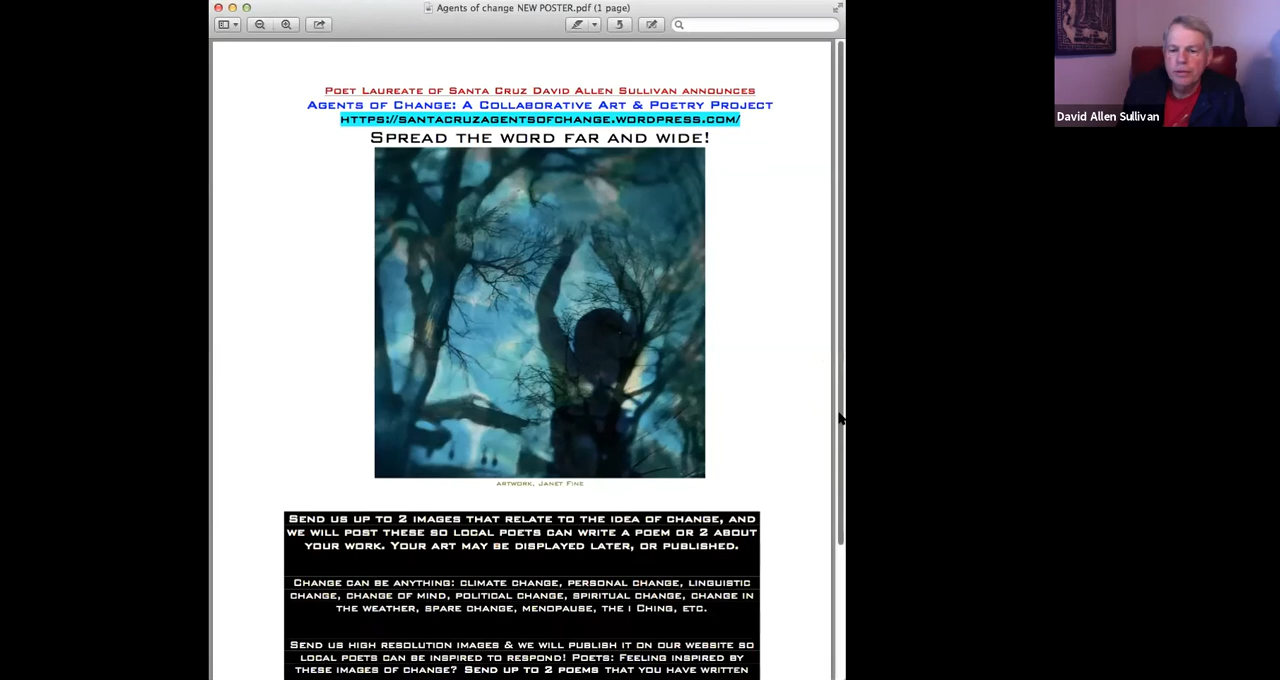 Agents of change NEW POSTER.pdf (1 page)
Poet Laureate of Santa Cruz David Allen Sullivan announces
Agents of Change: A Collaborative Art & Poetry Project
https://santacruzagentsofchange.wordpress.com/
Spread the word far and wide!
artwork, Janet Fine
Send us up to 2 images that relate to the idea of change, and
we will post these so local poets can write a poem or 2 about
your work. Your art may be displayed later, or published.
Change can be anything: climate change, personal change, linguistic
change, change of mind, political change, spiritual change, change in
the weather, spare change, menopause, the I Ching, etc.
Send us high resolution images & we will publish it on our website so
local poets can be inspired to respond! Poets: Feeling inspired by
these images of change? Send up to 2 poems that you have written
David Allen Sullivan